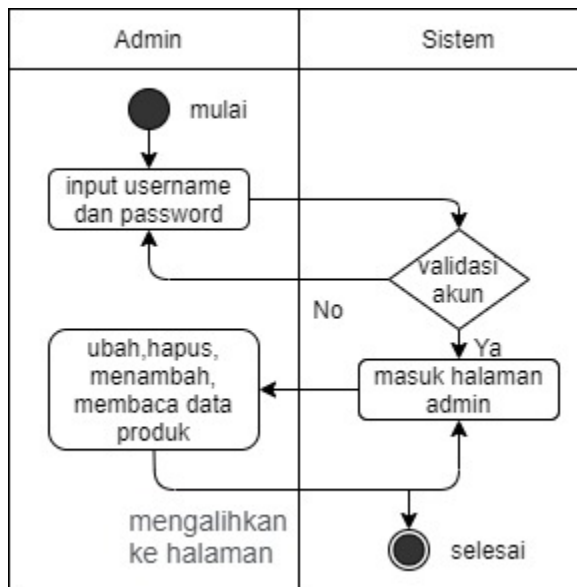 Admin
Sistem
mulai
input username
dan password
validasi
akun
No
Ya
ubah,hapus,
menambah,
membaca data
produk
masuk halaman
admin
mengalihkan
ke halaman
selesai